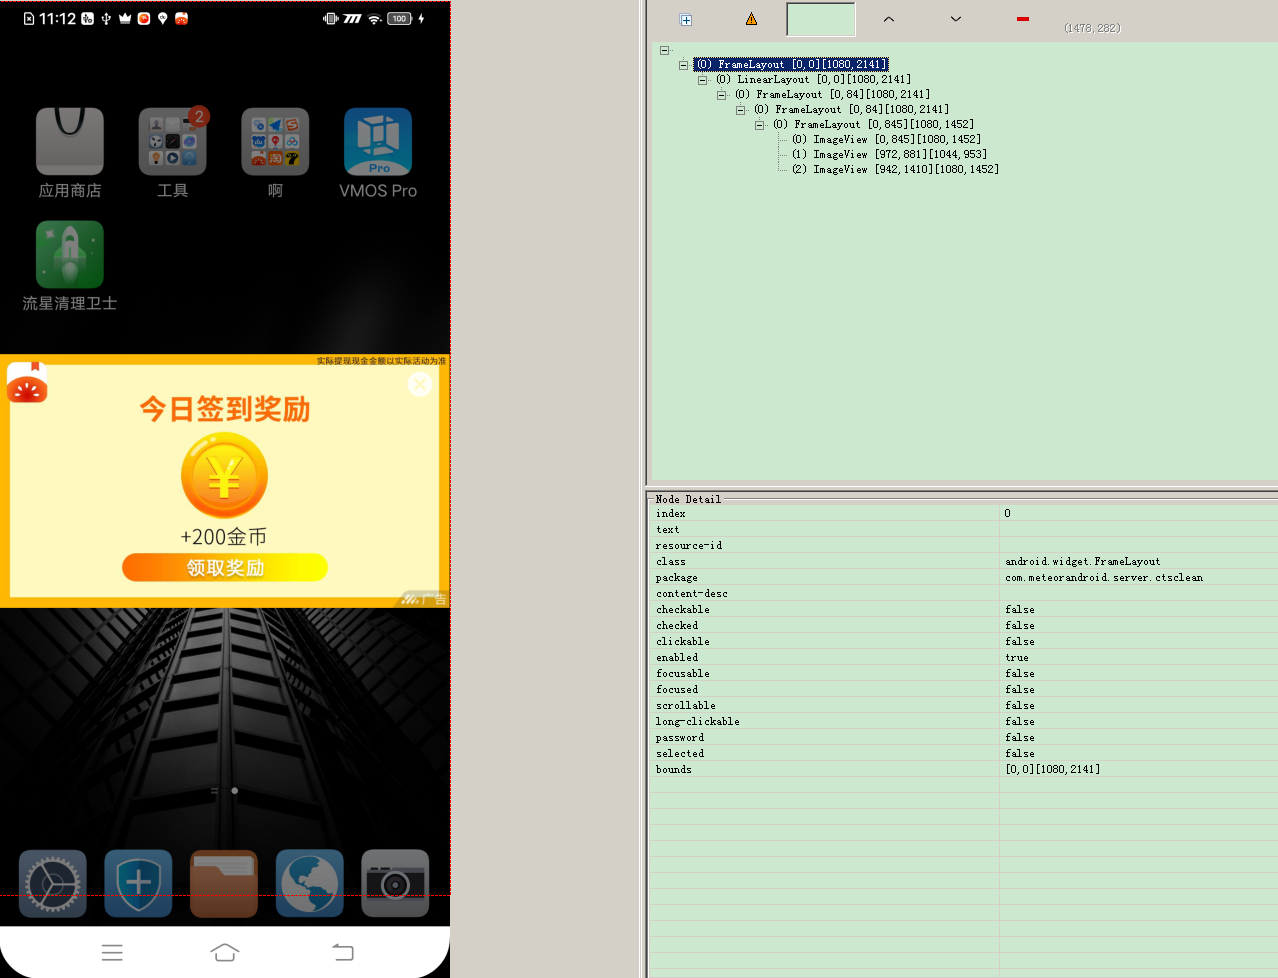 11:12
100
2
应用商店
工具
啊
Pro
VMOS Pro
流星清理卫士
实际提现现金金额以实际活动为准
今日签到奖励
¥
+200金币
领取奖励
广告
(1478,282)
(0) FrameLayout [0,0][1080,2141]
(0) LinearLayout [0,0][1080,2141]
(0) FrameLayout [0,84][1080,2141]
(0) FrameLayout [0,84][1080,2141]
(0) FrameLayout [0,845][1080,1452]
(0) ImageView [0,845][1080,1452]
(1) ImageView [972,881][1044,953]
(2) ImageView [942,1410][1080,1452]
Node Detail
index 0
text
resource-id
class android.widget.FrameLayout
package com.meteorandroid.server.ctsclean
content-desc
checkable false
checked false
clickable false
enabled true
focusable false
focused false
scrollable false
long-clickable false
password false
selected false
bounds [0,0][1080,2141]